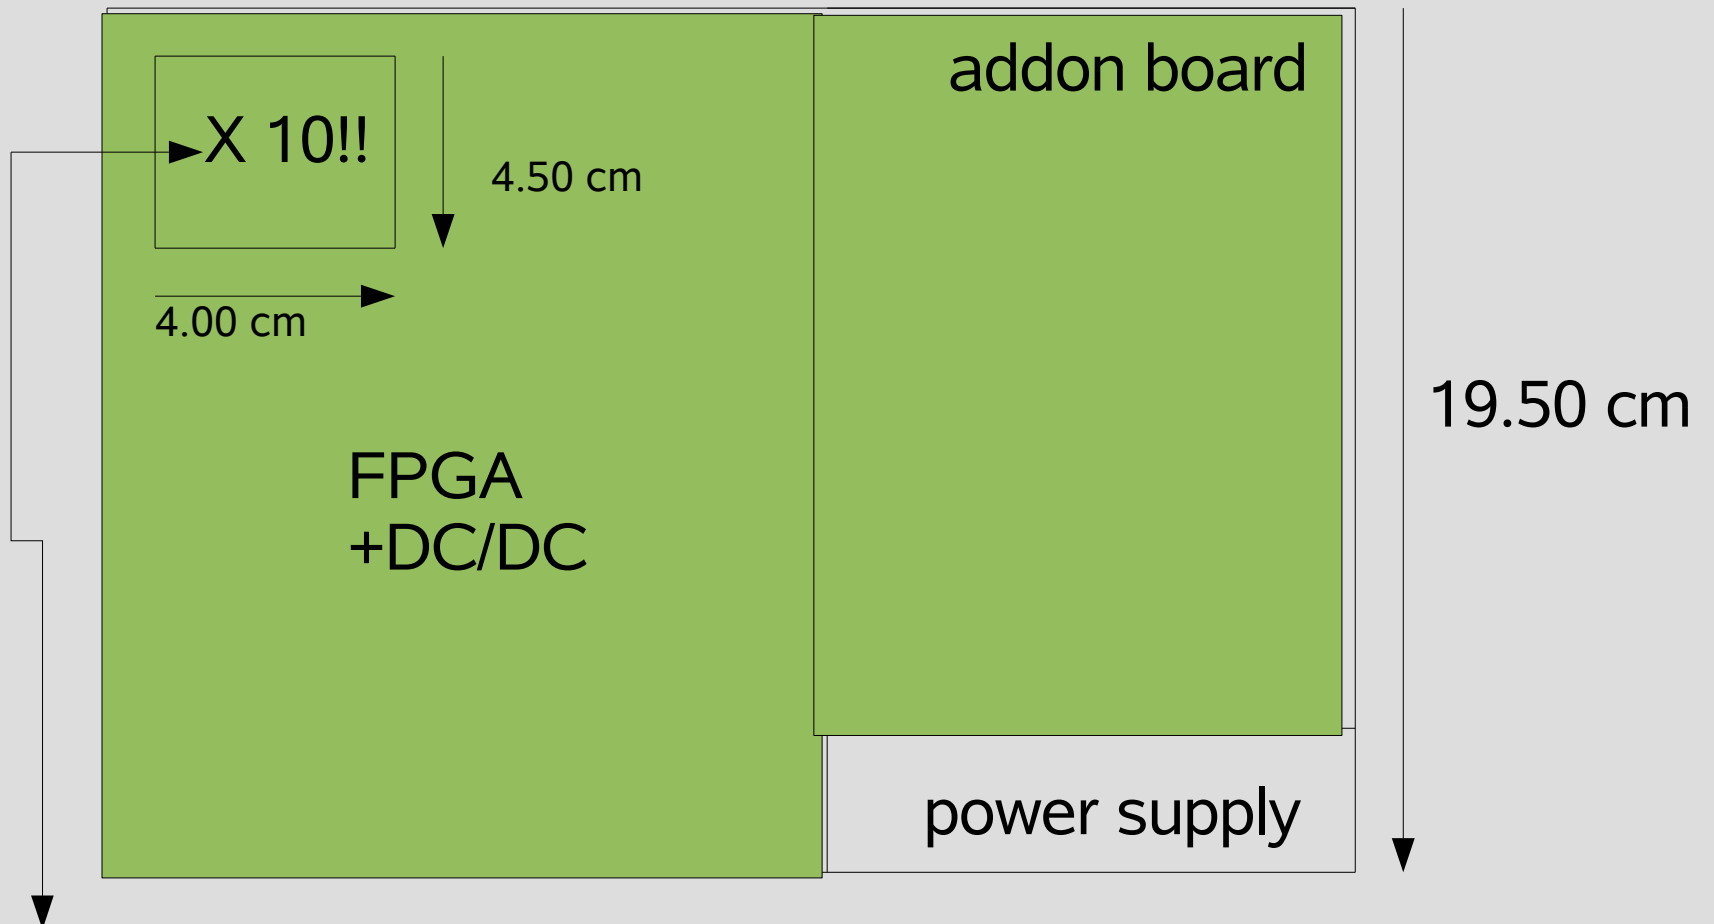 addon board
X 10!!
4.50 cm
4.00 cm
19.50 cm
FPGA
+DC/DC
power supply